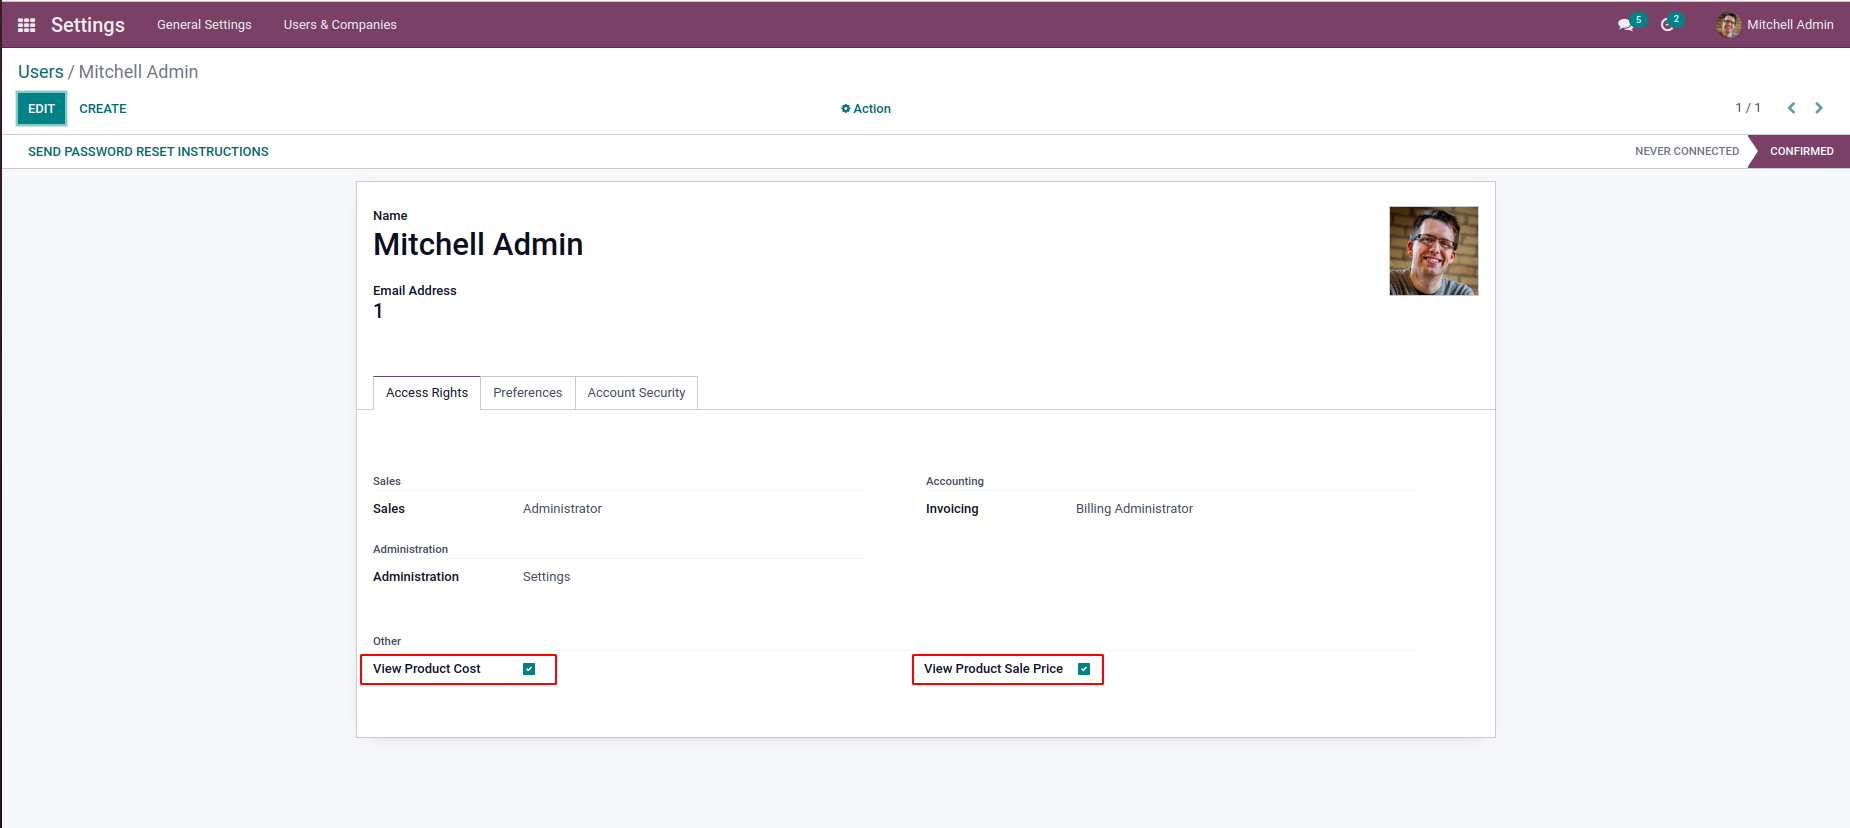 Settings General Settings Users & Companies 5 2 Mitchell Admin
Users / Mitchell Admin
EDIT CREATE Action 1 / 1
SEND PASSWORD RESET INSTRUCTIONS NEVER CONNECTED CONFIRMED
Name
Mitchell Admin
Email Address
1
Access Rights Preferences Account Security
Sales Accounting
Sales Administrator Invoicing Billing Administrator
Administration
Administration Settings
Other
View Product Cost View Product Sale Price